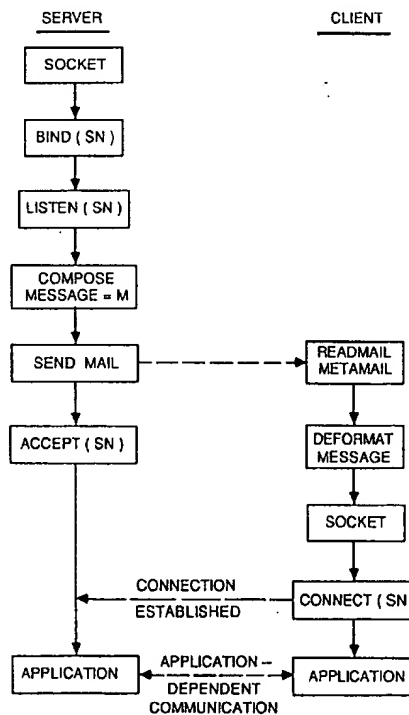 SERVER
CLIENT
SOCKET
BIND ( SN )
LISTEN ( SN )
COMPOSE
MESSAGE = M
SEND MAIL
READMAIL
METAMAIL
ACCEPT ( SN )
DEFORMAT
MESSAGE
SOCKET
CONNECTION
ESTABLISHED
CONNECT ( SN
APPLICATION
APPLICATION –
DEPENDENT
COMMUNICATION
APPLICATION